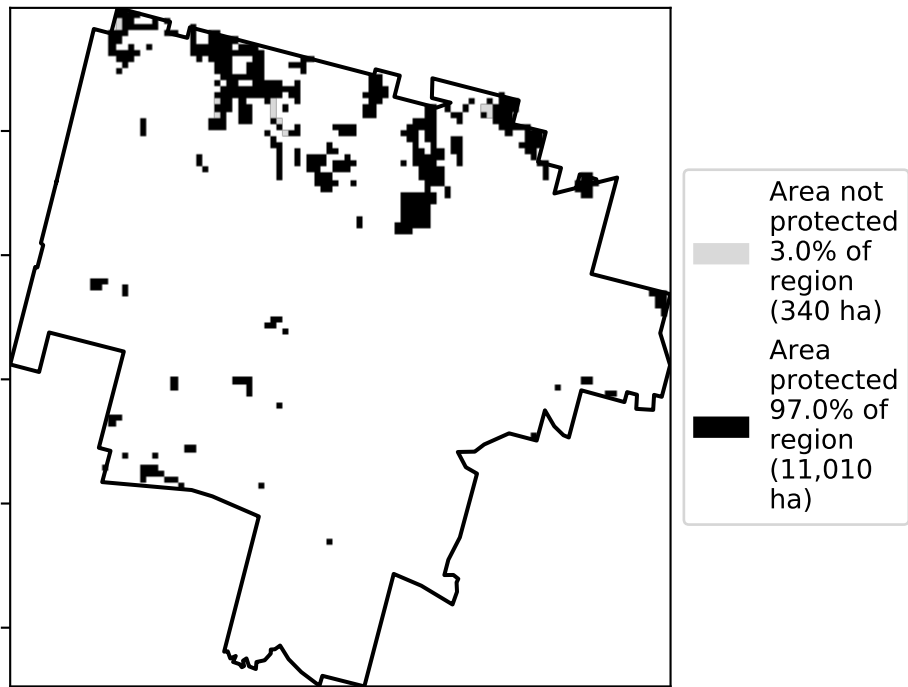 Area not
protected
3.0% of
region
(340 ha)
Area
protected
97.0% of
region
(11,010
ha)